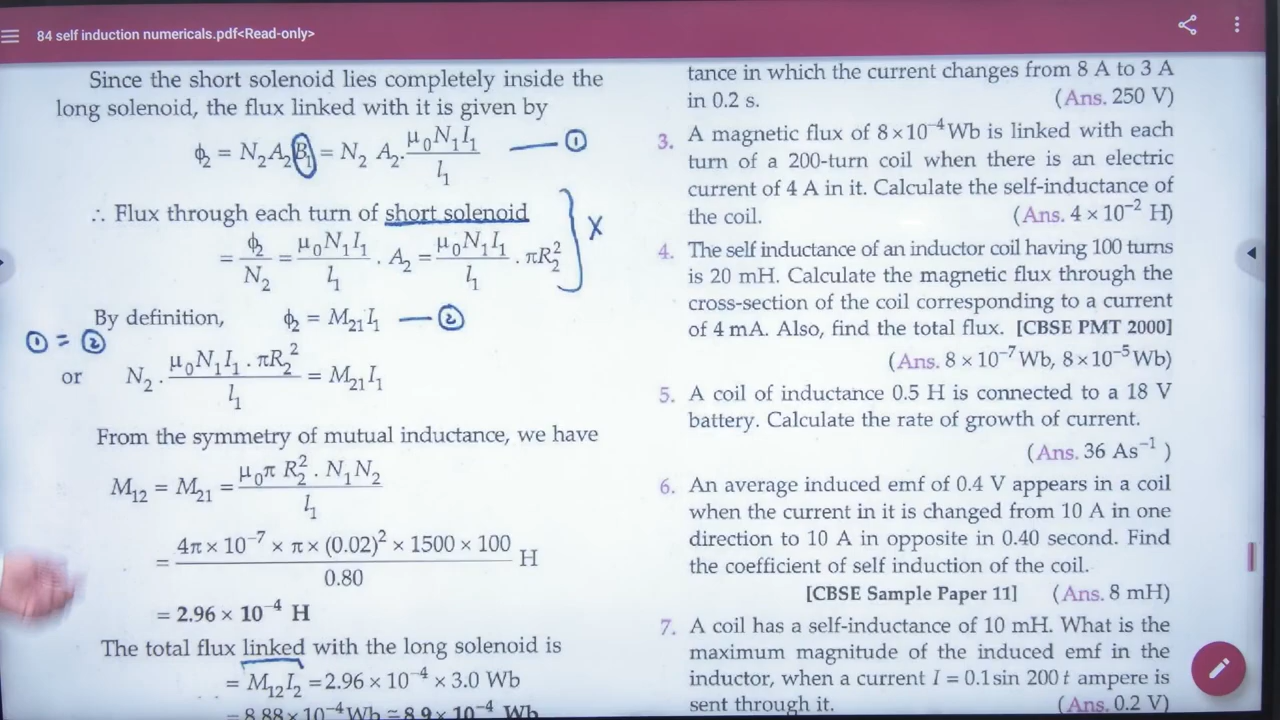 84 self induction numericals.pdf<Read-only>
Since the short solenoid lies completely inside the
long solenoid, the flux linked with it is given by
ϕ₂ = N₂A₂B₁ = N₂ A₂ · μ₀N₁I₁ / l₁ — ①
∴ Flux through each turn of short solenoid
= ϕ₂ / N₂ = μ₀N₁I₁ / l₁ · A₂ = μ₀N₁I₁ / l₁ · πR₂² } X
By definition, ϕ₂ = M₂₁I₁ — ②
① = ②
or N₂ · μ₀N₁I₁ · πR₂² / l₁ = M₂₁I₁
From the symmetry of mutual inductance, we have
M₁₂ = M₂₁ = μ₀π R₂² · N₁N₂ / l₁
= 4π × 10⁻⁷ × π × (0.02)² × 1500 × 100 / 0.80 H
= 2.96 × 10⁻⁴ H
The total flux linked with the long solenoid is
= M₁₂I₂ = 2.96 × 10⁻⁴ × 3.0 Wb
= 8.88 × 10⁻⁴ Wb ≃ 8.9 × 10⁻⁴ Wb
tance in which the current changes from 8 A to 3 A
in 0.2 s. (Ans. 250 V)
3. A magnetic flux of 8×10⁻⁴ Wb is linked with each
turn of a 200-turn coil when there is an electric
current of 4 A in it. Calculate the self-inductance of
the coil. (Ans. 4 × 10⁻² H)
4. The self inductance of an inductor coil having 100 turns
is 20 mH. Calculate the magnetic flux through the
cross-section of the coil corresponding to a current
of 4 mA. Also, find the total flux. [CBSE PMT 2000]
(Ans. 8 × 10⁻⁷ Wb, 8×10⁻⁵ Wb)
5. A coil of inductance 0.5 H is connected to a 18 V
battery. Calculate the rate of growth of current.
(Ans. 36 As⁻¹ )
6. An average induced emf of 0.4 V appears in a coil
when the current in it is changed from 10 A in one
direction to 10 A in opposite in 0.40 second. Find
the coefficient of self induction of the coil.
[CBSE Sample Paper 11] (Ans. 8 mH)
7. A coil has a self-inductance of 10 mH. What is the
maximum magnitude of the induced emf in the
inductor, when a current I = 0.1 sin 200 t ampere is
sent through it. (Ans. 0.2 V)